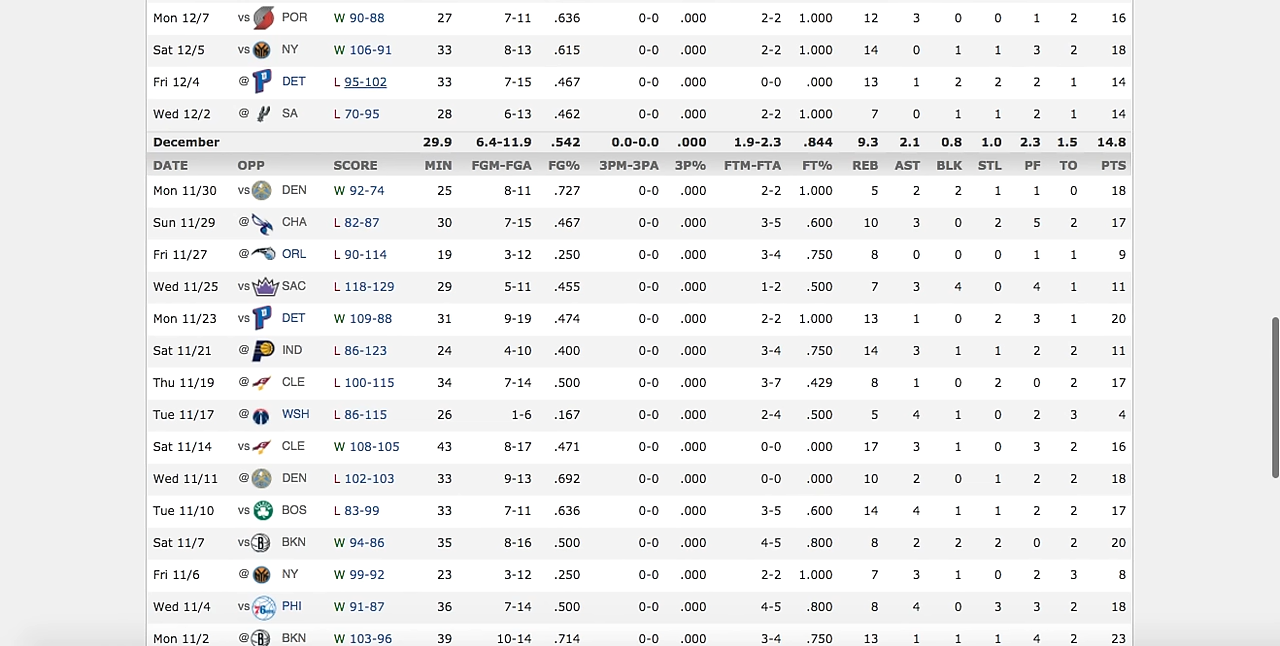 Mon 12/7 vs POR W 90-88 27 7-11 .636 0-0 .000 2-2 1.000 12 3 0 0 1 2 16
Sat 12/5 vs NY W 106-91 33 8-13 .615 0-0 .000 2-2 1.000 14 0 1 1 3 2 18
Fri 12/4 @ DET L 95-102 33 7-15 .467 0-0 .000 0-0 .000 13 1 2 2 2 1 14
Wed 12/2 @ SA L 70-95 28 6-13 .462 0-0 .000 2-2 1.000 7 0 1 1 2 1 14
December 29.9 6.4-11.9 .542 0.0-0.0 .000 1.9-2.3 .844 9.3 2.1 0.8 1.0 2.3 1.5 14.8
DATE OPP SCORE MIN FGM-FGA FG% 3PM-3PA 3P% FTM-FTA FT% REB AST BLK STL PF TO PTS
Mon 11/30 vs DEN W 92-74 25 8-11 .727 0-0 .000 2-2 1.000 5 2 2 1 1 0 18
Sun 11/29 @ CHA L 82-87 30 7-15 .467 0-0 .000 3-5 .600 10 3 0 2 5 2 17
Fri 11/27 @ ORL L 90-114 19 3-12 .250 0-0 .000 3-4 .750 8 0 0 0 1 1 9
Wed 11/25 vs SAC L 118-129 29 5-11 .455 0-0 .000 1-2 .500 7 3 4 0 4 1 11
Mon 11/23 vs DET W 109-88 31 9-19 .474 0-0 .000 2-2 1.000 13 1 0 2 3 1 20
Sat 11/21 @ IND L 86-123 24 4-10 .400 0-0 .000 3-4 .750 14 3 1 1 2 2 11
Thu 11/19 @ CLE L 100-115 34 7-14 .500 0-0 .000 3-7 .429 8 1 0 2 0 2 17
Tue 11/17 @ WSH L 86-115 26 1-6 .167 0-0 .000 2-4 .500 5 4 1 0 2 3 4
Sat 11/14 vs CLE W 108-105 43 8-17 .471 0-0 .000 0-0 .000 17 3 1 0 3 2 16
Wed 11/11 @ DEN L 102-103 33 9-13 .692 0-0 .000 0-0 .000 10 2 0 1 2 2 18
Tue 11/10 vs BOS L 83-99 33 7-11 .636 0-0 .000 3-5 .600 14 4 1 1 2 2 17
Sat 11/7 vs BKN W 94-86 35 8-16 .500 0-0 .000 4-5 .800 8 2 2 2 0 2 20
Fri 11/6 @ NY W 99-92 23 3-12 .250 0-0 .000 2-2 1.000 7 3 1 0 2 3 8
Wed 11/4 vs 76ers PHI W 91-87 36 7-14 .500 0-0 .000 4-5 .800 8 4 0 3 3 2 18
Mon 11/2 @ BKN W 103-96 39 10-14 .714 0-0 .000 3-4 .750 13 1 1 1 4 2 23